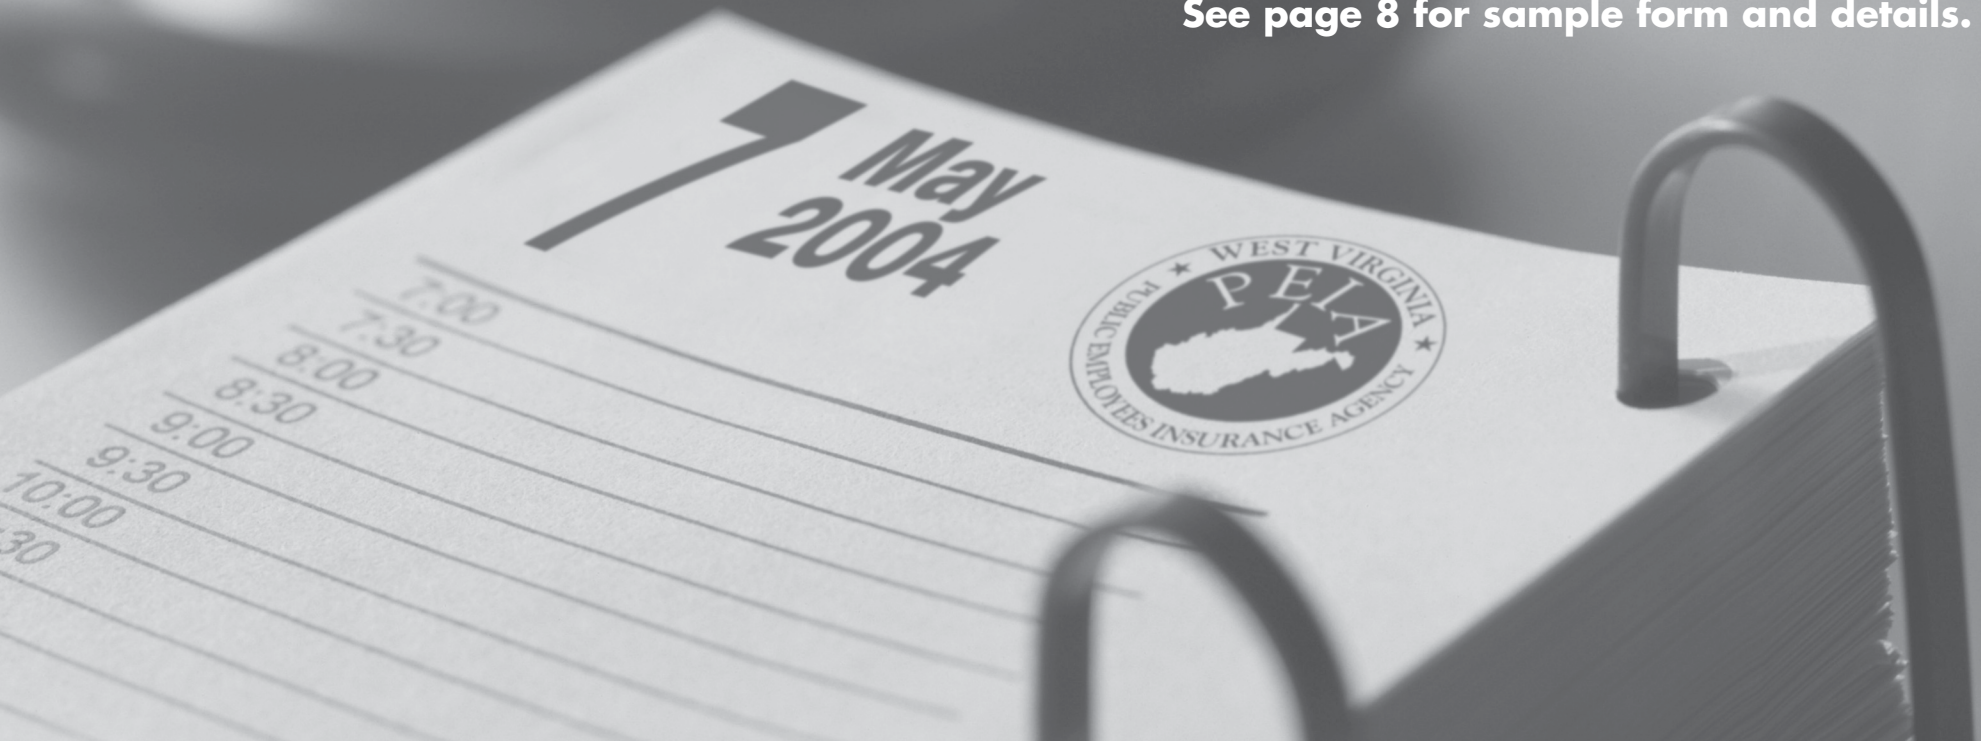 See page 8 for sample form and details.
7
May
2004
WEST VIRGINIA
PEIA
PUBLIC EMPLOYEES INSURANCE AGENCY
7:00
7:30
8:00
8:30
9:00
9:30
10:00
:30